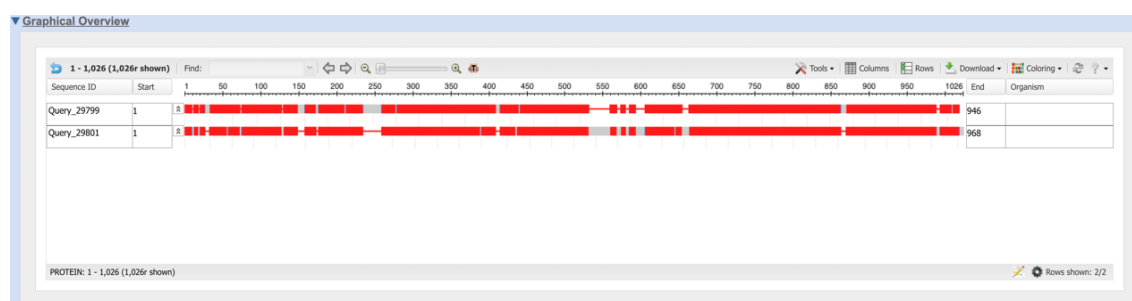 Graphical Overview
1 - 1,026 (1,026r shown) Find: Tools Columns Rows Download Coloring ?
Sequence ID Start 1 50 100 150 200 250 300 350 400 450 500 550 600 650 700 750 800 850 900 950 1026 End Organism
Query_29799 1 946
Query_29801 1 968
PROTEIN: 1 - 1,026 (1,026r shown) Rows shown: 2/2